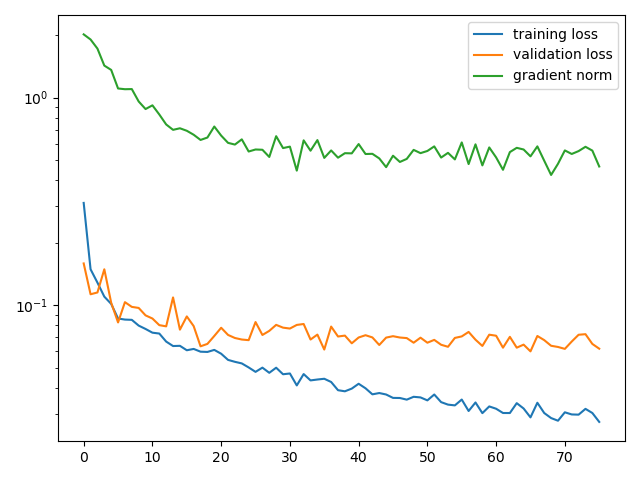 training loss
validation loss
gradient norm
10⁰
10⁻¹
0 10 20 30 40 50 60 70